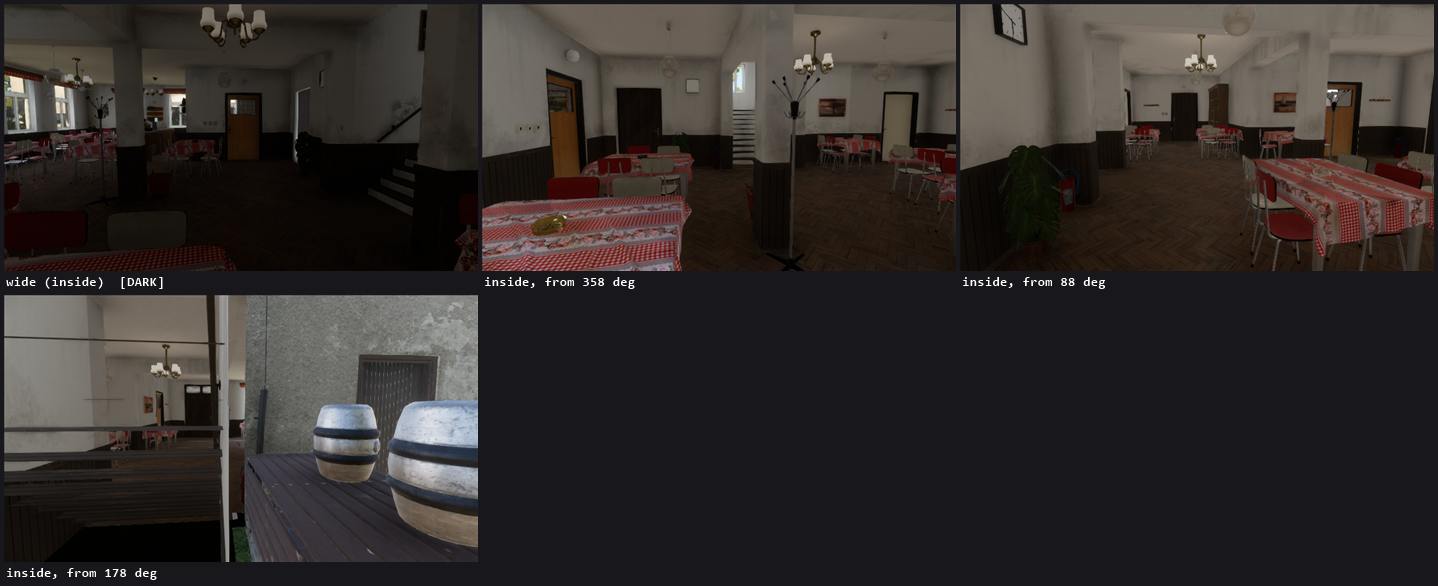 wide (inside)  [DARK]
inside, from 358 deg
inside, from 88 deg
inside, from 178 deg